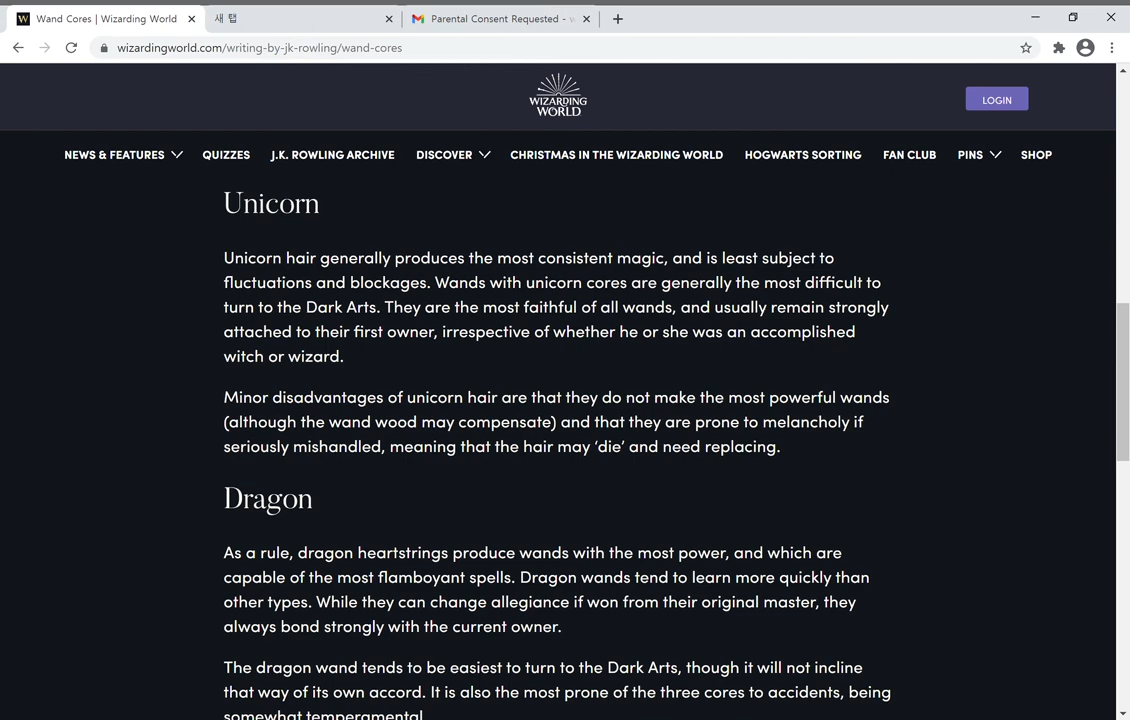 Wand Cores | Wizarding World
새 탭
Parental Consent Requested -
wizardingworld.com/writing-by-jk-rowling/wand-cores
WIZARDING
WORLD
LOGIN
NEWS & FEATURES QUIZZES J.K. ROWLING ARCHIVE DISCOVER CHRISTMAS IN THE WIZARDING WORLD HOGWARTS SORTING FAN CLUB PINS SHOP
Unicorn
Unicorn hair generally produces the most consistent magic, and is least subject to
fluctuations and blockages. Wands with unicorn cores are generally the most difficult to
turn to the Dark Arts. They are the most faithful of all wands, and usually remain strongly
attached to their first owner, irrespective of whether he or she was an accomplished
witch or wizard.
Minor disadvantages of unicorn hair are that they do not make the most powerful wands
(although the wand wood may compensate) and that they are prone to melancholy if
seriously mishandled, meaning that the hair may ‘die’ and need replacing.
Dragon
As a rule, dragon heartstrings produce wands with the most power, and which are
capable of the most flamboyant spells. Dragon wands tend to learn more quickly than
other types. While they can change allegiance if won from their original master, they
always bond strongly with the current owner.
The dragon wand tends to be easiest to turn to the Dark Arts, though it will not incline
that way of its own accord. It is also the most prone of the three cores to accidents, being
somewhat temperamental.